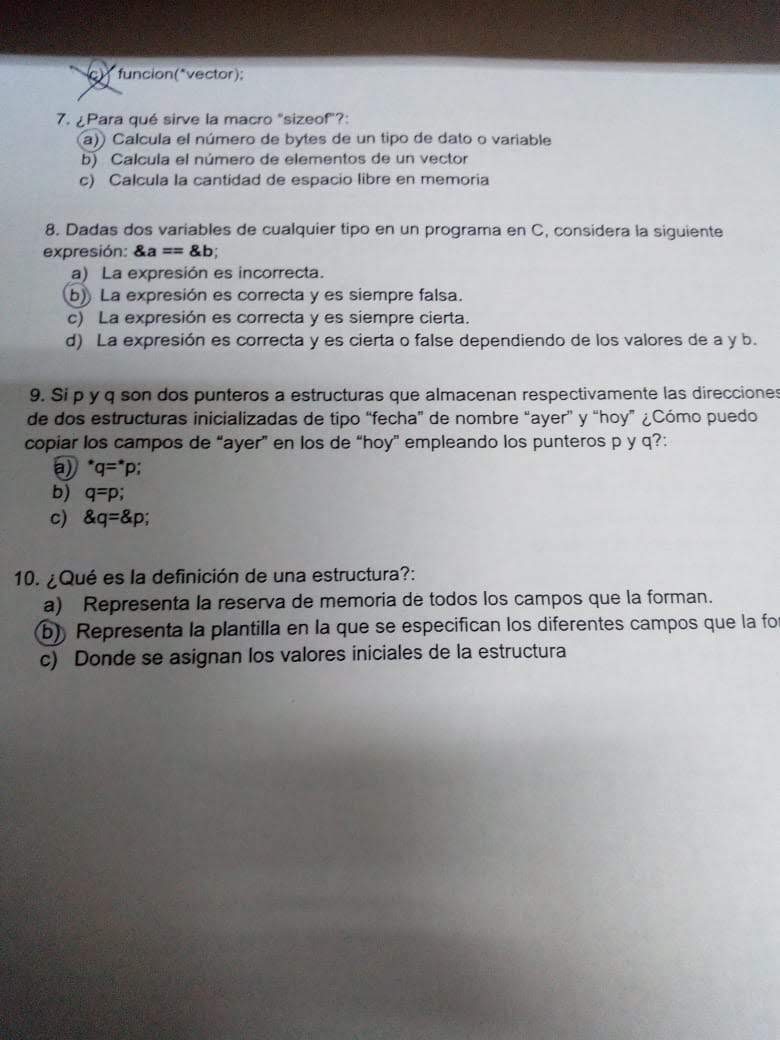 c) funcion(*vector);
7. ¿Para qué sirve la macro "sizeof"?:
a) Calcula el número de bytes de un tipo de dato o variable
b) Calcula el número de elementos de un vector
c) Calcula la cantidad de espacio libre en memoria
8. Dadas dos variables de cualquier tipo en un programa en C, considera la siguiente
expresión: &a == &b;
a) La expresión es incorrecta.
b) La expresión es correcta y es siempre falsa.
c) La expresión es correcta y es siempre cierta.
d) La expresión es correcta y es cierta o false dependiendo de los valores de a y b.
9. Si p y q son dos punteros a estructuras que almacenan respectivamente las direcciones
de dos estructuras inicializadas de tipo "fecha" de nombre "ayer" y "hoy" ¿Cómo puedo
copiar los campos de "ayer" en los de "hoy" empleando los punteros p y q?:
a) *q=*p;
b) q=p;
c) &q=&p;
10. ¿Qué es la definición de una estructura?:
a) Representa la reserva de memoria de todos los campos que la forman.
b) Representa la plantilla en la que se especifican los diferentes campos que la
c) Donde se asignan los valores iniciales de la estructura